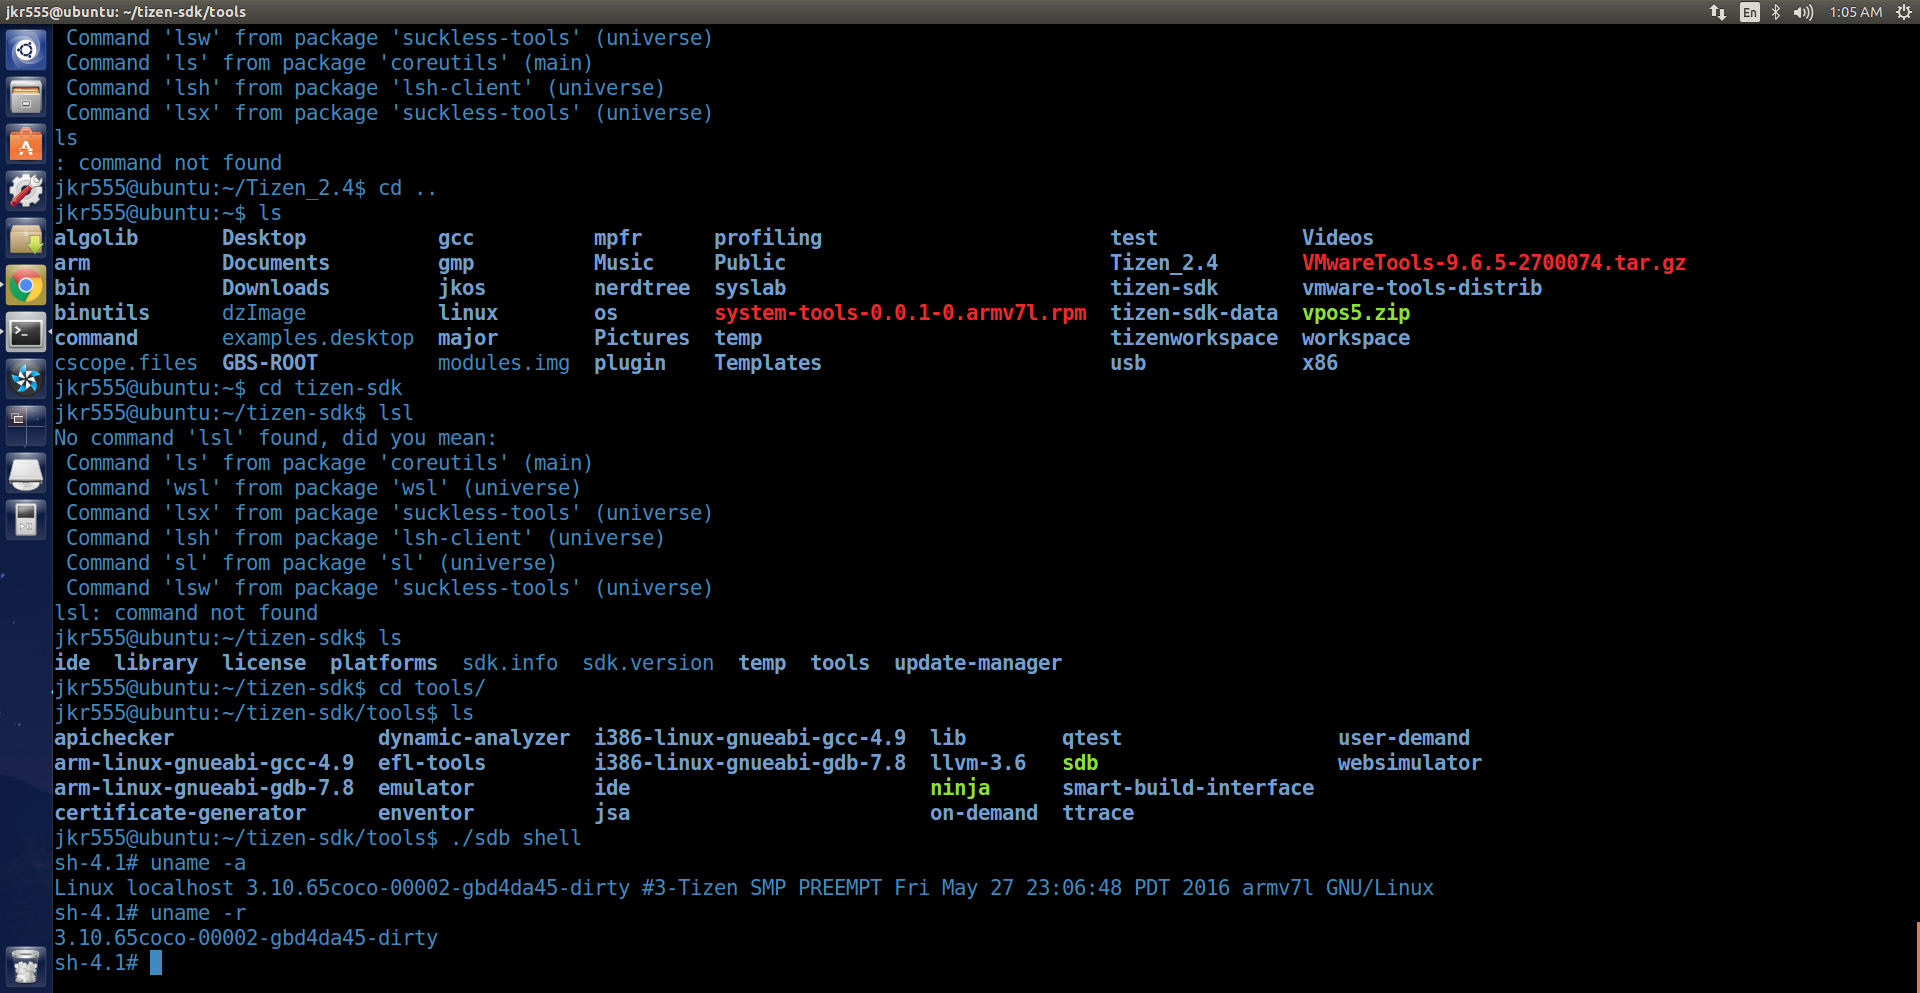 jkr555@ubuntu: ~/tizen-sdk/tools En 1:05 AM
Command 'lsw' from package 'suckless-tools' (universe)
Command 'ls' from package 'coreutils' (main)
Command 'lsh' from package 'lsh-client' (universe)
Command 'lsx' from package 'suckless-tools' (universe)
ls
: command not found
jkr555@ubuntu:~/Tizen_2.4$ cd ..
jkr555@ubuntu:~$ ls
algolib Desktop gcc mpfr profiling test Videos
arm Documents gmp Music Public Tizen_2.4 VMwareTools-9.6.5-2700074.tar.gz
bin Downloads jkos nerdtree syslab tizen-sdk vmware-tools-distrib
binutils dzImage linux os system-tools-0.0.1-0.armv7l.rpm tizen-sdk-data vpos5.zip
command examples.desktop major Pictures temp tizenworkspace workspace
cscope.files GBS-ROOT modules.img plugin Templates usb x86
jkr555@ubuntu:~$ cd tizen-sdk
jkr555@ubuntu:~/tizen-sdk$ lsl
No command 'lsl' found, did you mean:
Command 'ls' from package 'coreutils' (main)
Command 'wsl' from package 'wsl' (universe)
Command 'lsx' from package 'suckless-tools' (universe)
Command 'lsh' from package 'lsh-client' (universe)
Command 'sl' from package 'sl' (universe)
Command 'lsw' from package 'suckless-tools' (universe)
lsl: command not found
jkr555@ubuntu:~/tizen-sdk$ ls
ide library license platforms sdk.info sdk.version temp tools update-manager
jkr555@ubuntu:~/tizen-sdk$ cd tools/
jkr555@ubuntu:~/tizen-sdk/tools$ ls
apichecker dynamic-analyzer i386-linux-gnueabi-gcc-4.9 lib qtest user-demand
arm-linux-gnueabi-gcc-4.9 efl-tools i386-linux-gnueabi-gdb-7.8 llvm-3.6 sdb websimulator
arm-linux-gnueabi-gdb-7.8 emulator ide ninja smart-build-interface
certificate-generator enventor jsa on-demand ttrace
jkr555@ubuntu:~/tizen-sdk/tools$ ./sdb shell
sh-4.1# uname -a
Linux localhost 3.10.65coco-00002-gbd4da45-dirty #3-Tizen SMP PREEMPT Fri May 27 23:06:48 PDT 2016 armv7l GNU/Linux
sh-4.1# uname -r
3.10.65coco-00002-gbd4da45-dirty
sh-4.1#